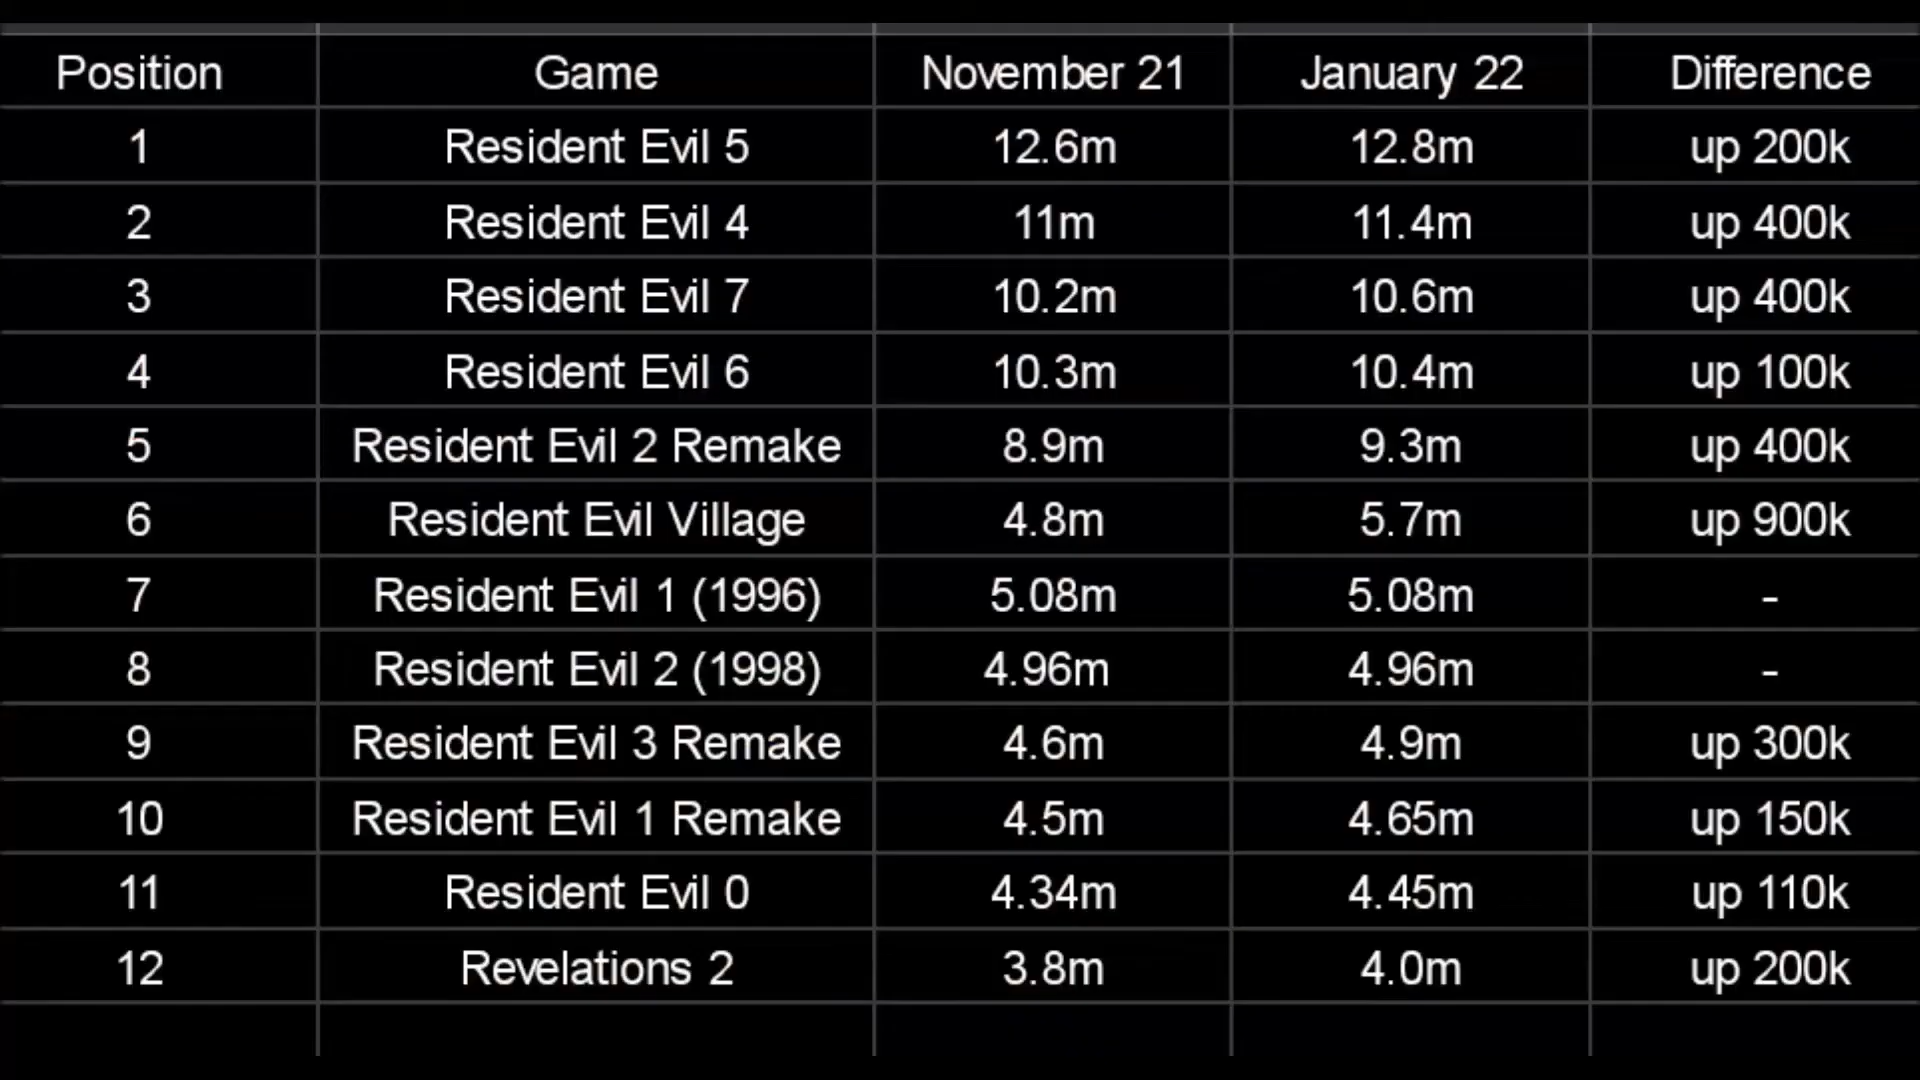 Position Game November 21 January 22 Difference
1 Resident Evil 5 12.6m 12.8m up 200k
2 Resident Evil 4 11m 11.4m up 400k
3 Resident Evil 7 10.2m 10.6m up 400k
4 Resident Evil 6 10.3m 10.4m up 100k
5 Resident Evil 2 Remake 8.9m 9.3m up 400k
6 Resident Evil Village 4.8m 5.7m up 900k
7 Resident Evil 1 (1996) 5.08m 5.08m -
8 Resident Evil 2 (1998) 4.96m 4.96m -
9 Resident Evil 3 Remake 4.6m 4.9m up 300k
10 Resident Evil 1 Remake 4.5m 4.65m up 150k
11 Resident Evil 0 4.34m 4.45m up 110k
12 Revelations 2 3.8m 4.0m up 200k